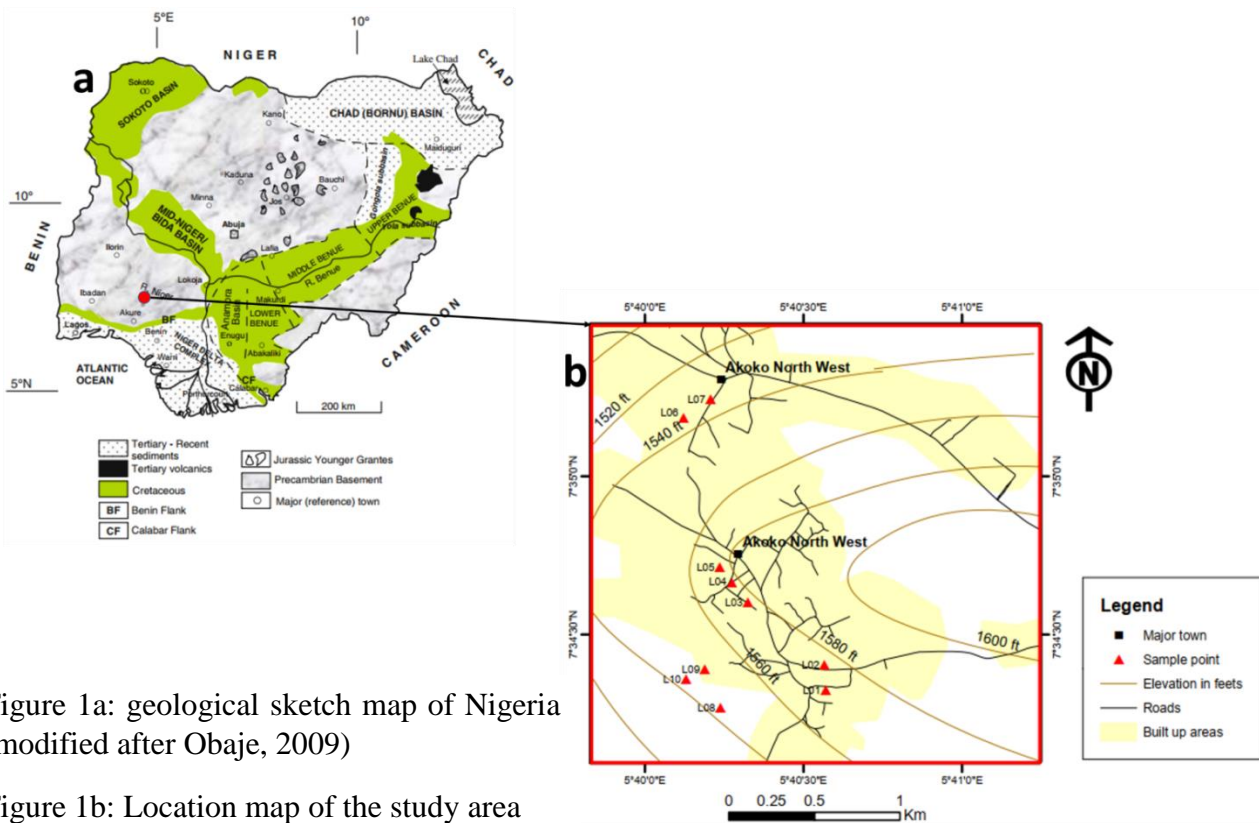 5°E
10°
NIGER
CHAD
a
Lake Chad
Sokoto
SOKOTO BASIN
Kano
CHAD (BORNU) BASIN
Maiduguri
Kaduna
Bauchi
Gongola subbasin
10°
Minna
Jos
MID-NIGER/
BIDA BASIN
Abuja
UPPER BENUE
Yola subbasin
BENIN
Ilorin
Lafia
MIDDLE BENUE
R. Benue
Lokoja
R. Niger
Ibadan
Makurdi
Anambra
Basin
LOWER
BENUE
Akure
BF
Lagos
Benin
Enugu
Abakaliki
CAMEROON
NIGER DELTA
COMPLEX
Warri
ATLANTIC
OCEAN
CF
Calabar
5°N
Portharcourt
200 km
Tertiary - Recent
sediments
Tertiary volcanics
Cretaceous
BF Benin Flank
CF Calabar Flank
Jurassic Younger Grantes
Precambrian Basement
Major (reference) town
5°40'0"E
5°40'30"E
5°41'0"E
b
Akoko North West
1520 ft
L07
L06
1540 ft
N
7°35'0"N
7°35'0"N
Akoko North West
L05
L04
L03
1580 ft
1600 ft
7°34'30"N
7°34'30"N
1560 ft
L02
L09
L10
L01
L08
5°40'0"E
5°40'30"E
5°41'0"E
0 0.25 0.5 1
Km
Legend
Major town
Sample point
Elevation in feets
Roads
Built up areas
igure 1a: geological sketch map of Nigeria
modified after Obaje, 2009)
igure 1b: Location map of the study area